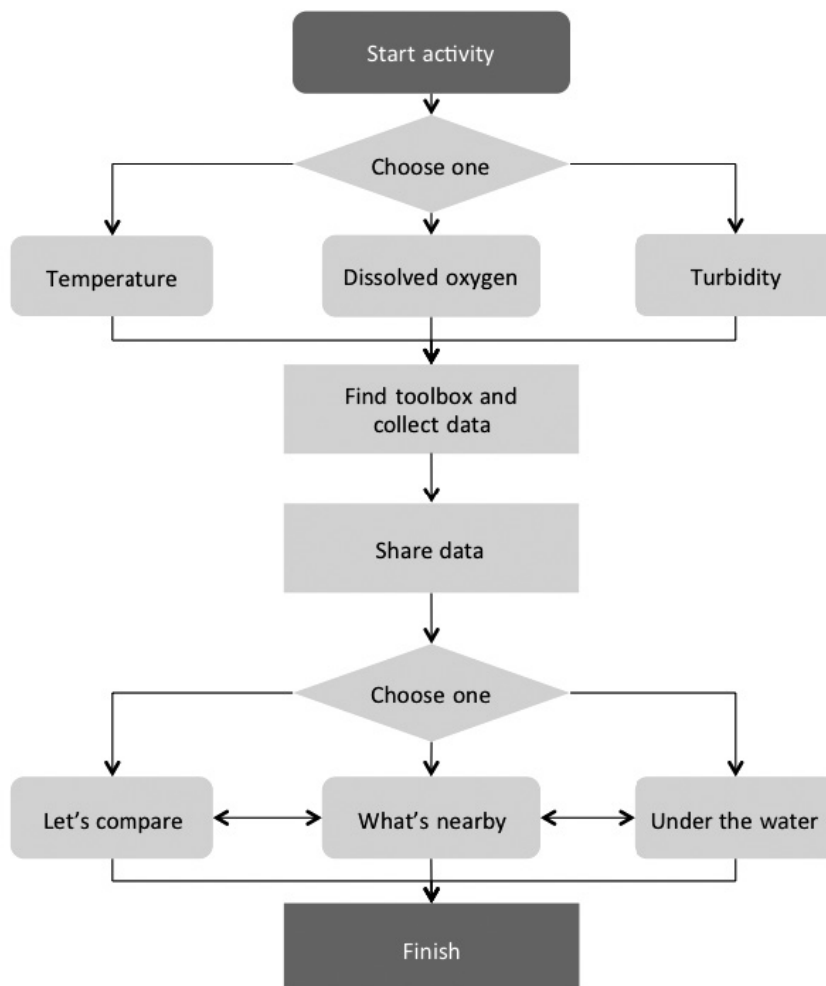 Start activity
Choose one
Temperature
Dissolved oxygen
Turbidity
Find toolbox and
collect data
Share data
Choose one
Let’s compare
What’s nearby
Under the water
Finish